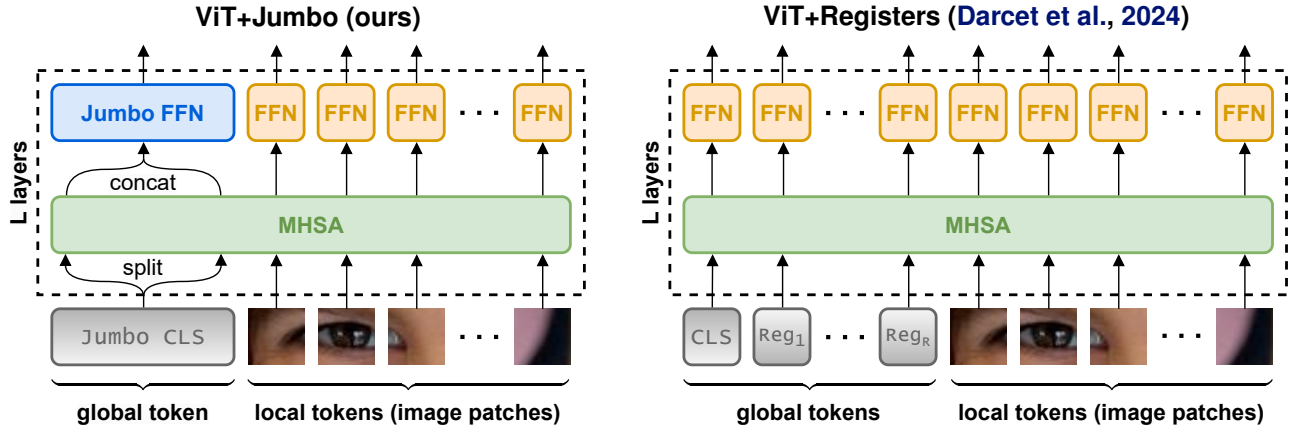 ViT+Jumbo (ours)
L layers
Jumbo FFN FFN FFN FFN · · · FFN
concat
MHSA
split
Jumbo CLS · · ·
global token local tokens (image patches)
ViT+Registers (Darcet et al., 2024)
L layers
FFN FFN · · · FFN FFN FFN FFN · · · FFN
MHSA
CLS Reg1 · · · RegR · · ·
global tokens local tokens (image patches)